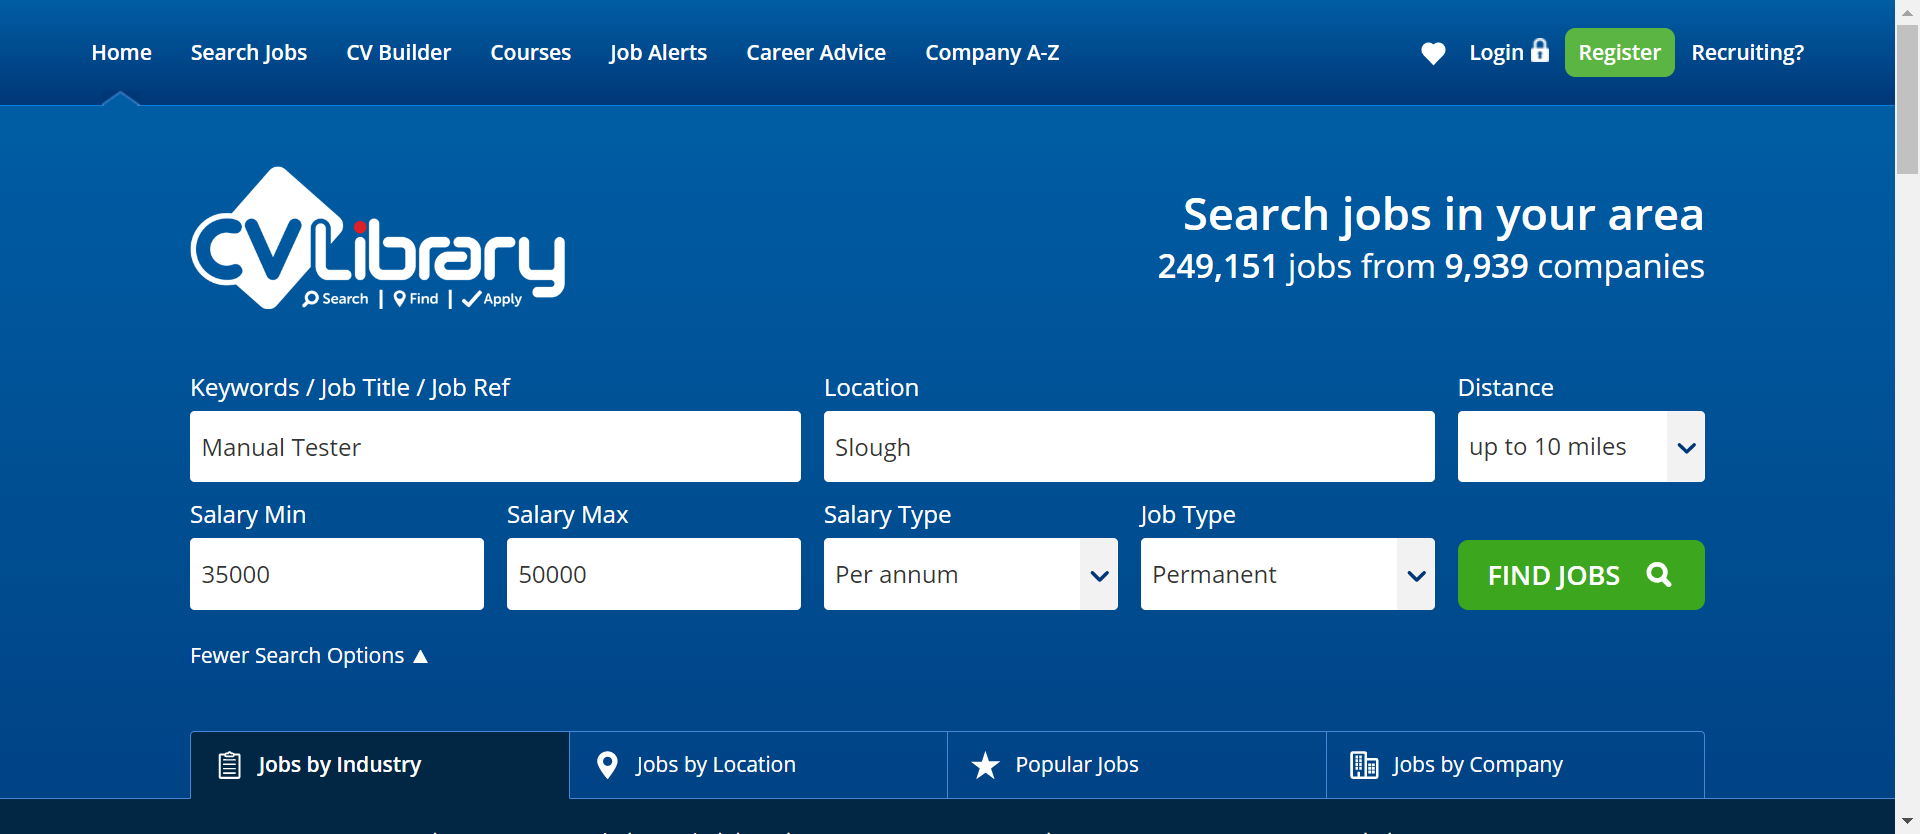 Home Search Jobs CV Builder Courses Job Alerts Career Advice Company A-Z Login Register Recruiting?
CVLibrary
Search | Find | Apply
Search jobs in your area
249,151 jobs from 9,939 companies
Keywords / Job Title / Job Ref Location Distance
Manual Tester Slough up to 10 miles
Salary Min Salary Max Salary Type Job Type
35000 50000 Per annum Permanent FIND JOBS
Fewer Search Options
Jobs by Industry Jobs by Location Popular Jobs Jobs by Company